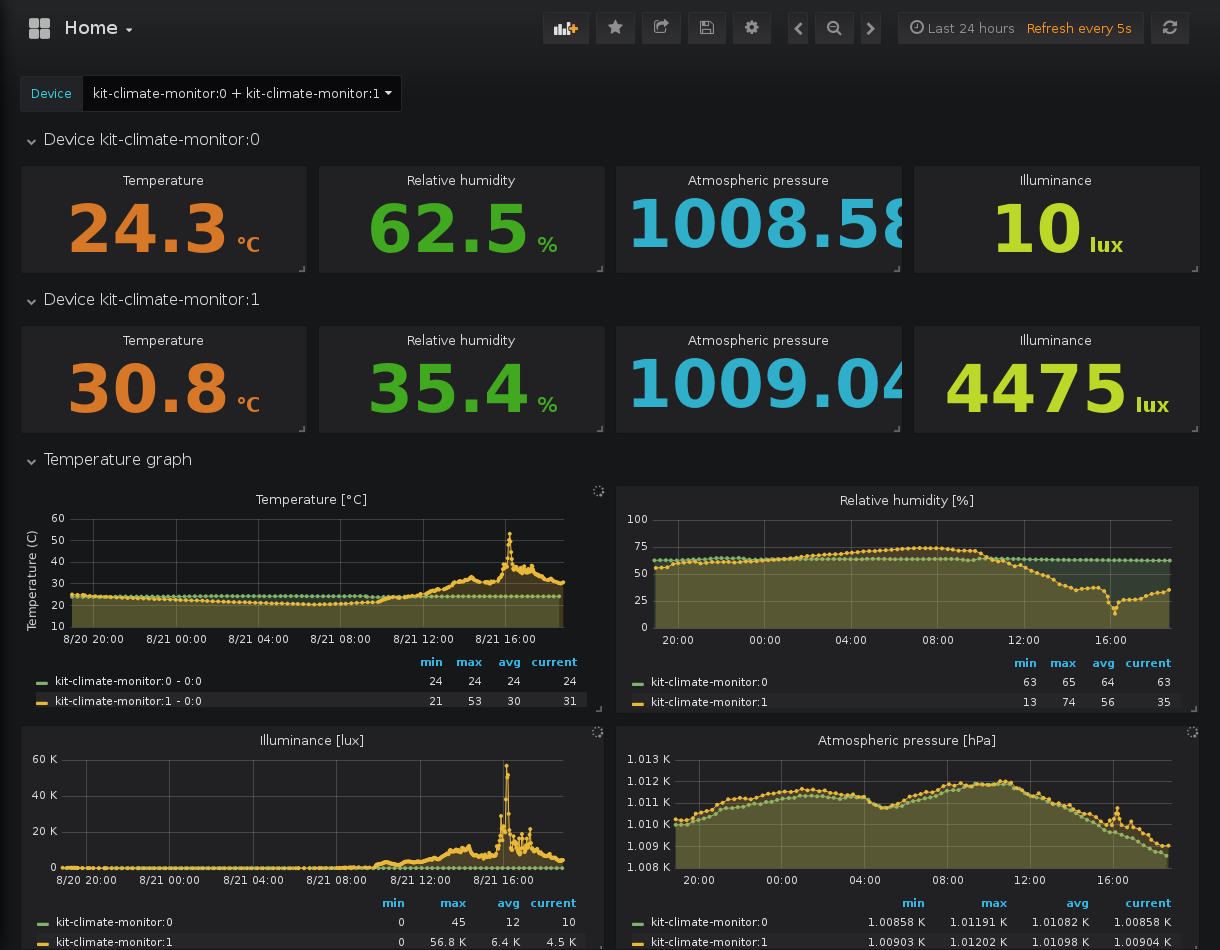 Home
Last 24 hours Refresh every 5s
Device kit-climate-monitor:0 + kit-climate-monitor:1
Device kit-climate-monitor:0
Temperature Relative humidity Atmospheric pressure Illuminance
24.3 °C 62.5 % 1008.58 10 lux
Device kit-climate-monitor:1
Temperature Relative humidity Atmospheric pressure Illuminance
30.8 °C 35.4 % 1009.04 4475 lux
Temperature graph
Temperature [°C]
Temperature (C)
60
50
40
30
20
10
8/20 20:00 8/21 00:00 8/21 04:00 8/21 08:00 8/21 12:00 8/21 16:00
min max avg current
kit-climate-monitor:0 - 0:0 24 24 24 24
kit-climate-monitor:1 - 0:0 21 53 30 31
Relative humidity [%]
100
75
50
25
0
20:00 00:00 04:00 08:00 12:00 16:00
min max avg current
kit-climate-monitor:0 63 65 64 63
kit-climate-monitor:1 13 74 56 35
Illuminance [lux]
60 K
40 K
20 K
0
8/20 20:00 8/21 00:00 8/21 04:00 8/21 08:00 8/21 12:00 8/21 16:00
min max avg current
kit-climate-monitor:0 0 45 12 10
kit-climate-monitor:1 0 56.8 K 6.4 K 4.5 K
Atmospheric pressure [hPa]
1.013 K
1.012 K
1.011 K
1.010 K
1.009 K
1.008 K
20:00 00:00 04:00 08:00 12:00 16:00
min max avg current
kit-climate-monitor:0 1.00858 K 1.01191 K 1.01082 K 1.00858 K
kit-climate-monitor:1 1.00903 K 1.01202 K 1.01098 K 1.00904 K